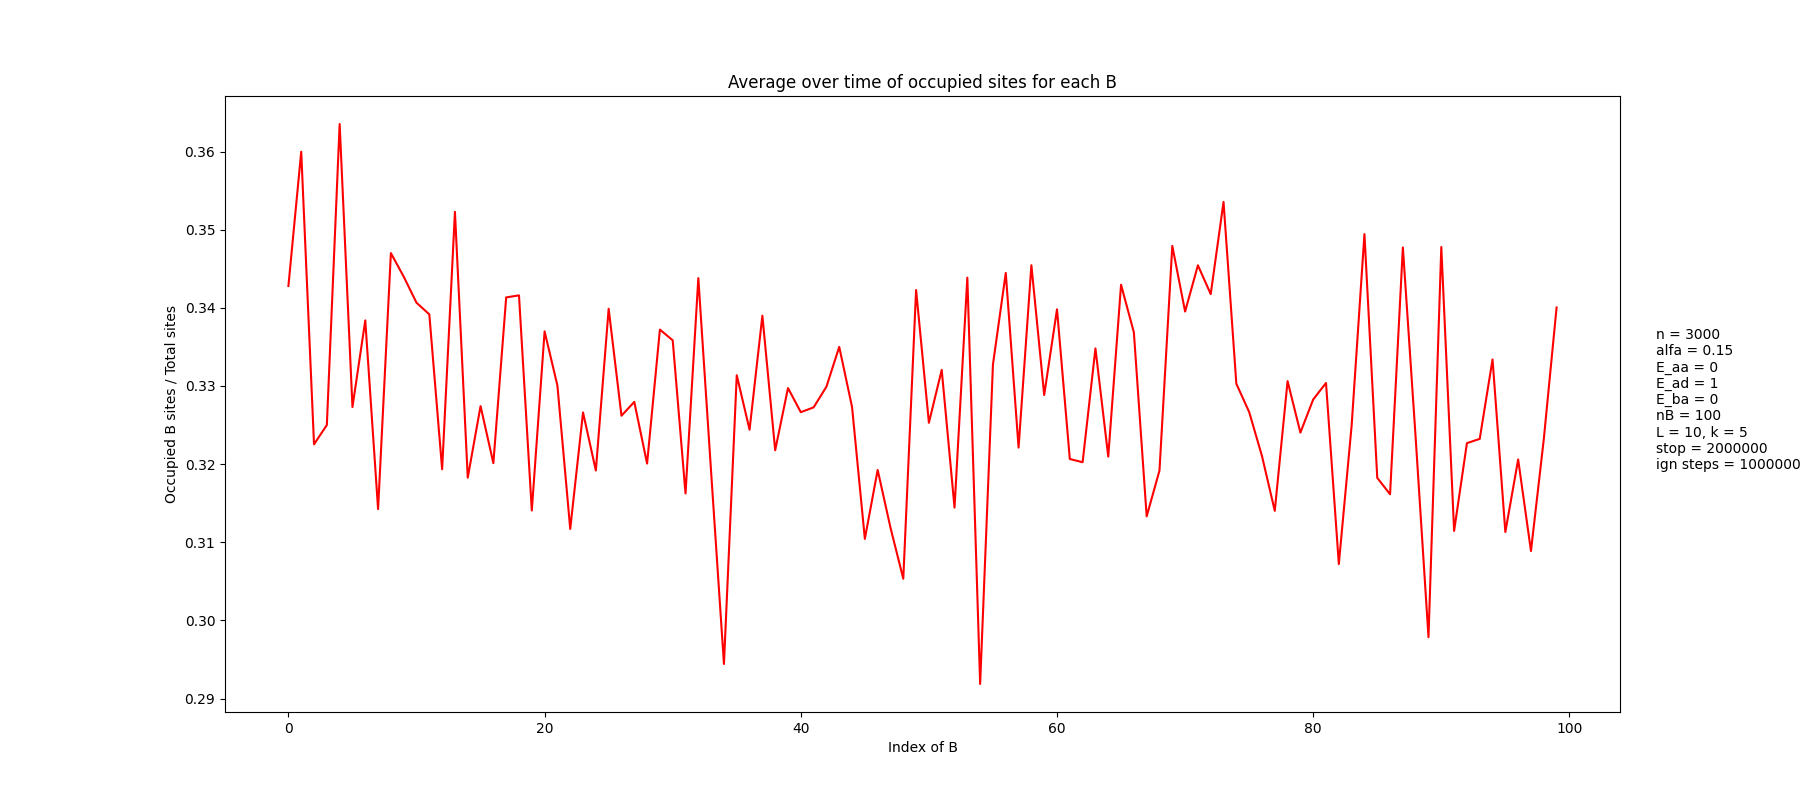 Average over time of occupied sites for each B
0.36
0.35
0.34
0.33
0.32
0.31
0.30
0.29
Occupied B sites / Total sites
0 20 40 60 80 100
Index of B
n = 3000
alfa = 0.15
E_aa = 0
E_ad = 1
E_ba = 0
nB = 100
L = 10, k = 5
stop = 2000000
ign steps = 1000000